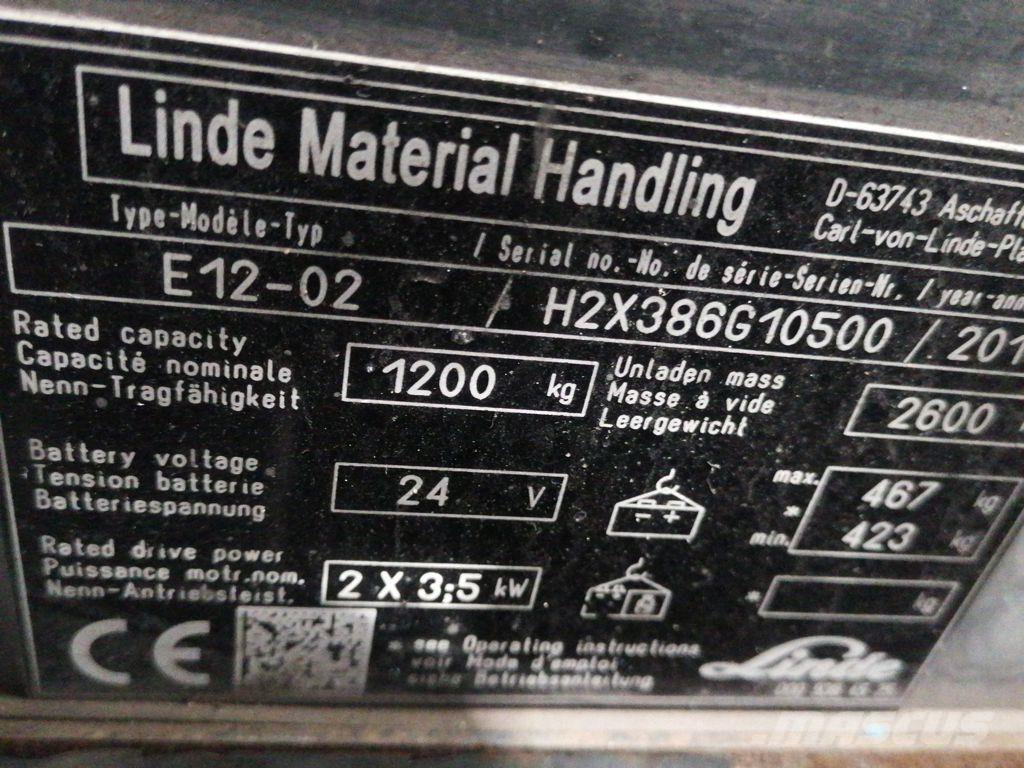 Linde Material Handling
D-63743 Aschaff
Carl-von-Linde-Pla
Type-Modèle-Typ / Serial no.-No. de série-Serien-Nr. / year-ann
E12-02 / H2X386G10500 / 201
Rated capacity
Capacité nominale
Nenn-Tragfähigkeit
1200 kg
Unladen mass
Masse à vide
Leergewicht
2600
Battery voltage
Tension batterie
Batteriespannung
24 V
- +
max. 467 kg
*
min. 423 kg
Rated drive power
Puissance motr.nom.
Nenn-Antriebsleist.
2 X 3;5 kW
* kg
CE
* see Operating instructions
voir Mode d'emploi
siehe Betriebsanleitung
Linde
MASCUS